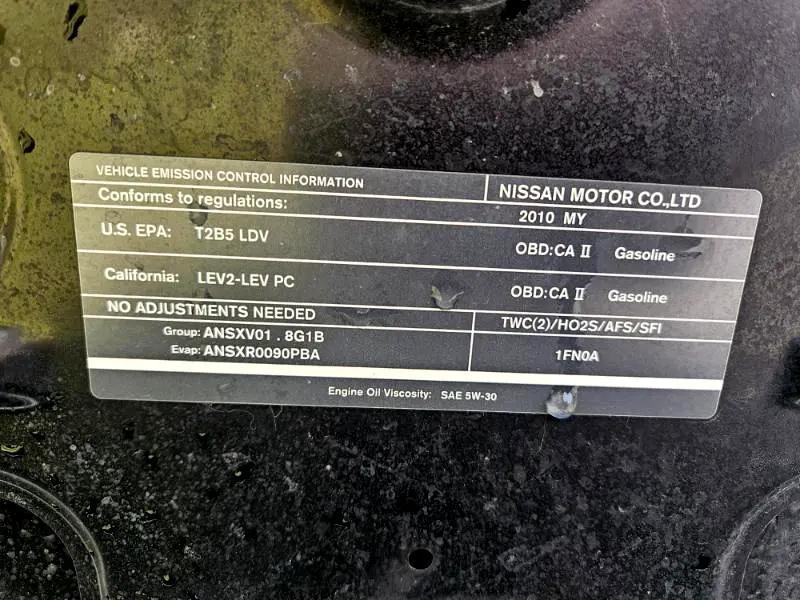 VEHICLE EMISSION CONTROL INFORMATION
NISSAN MOTOR CO.,LTD
Conforms to regulations:
2010 MY
U.S. EPA: T2B5 LDV
OBD:CA II Gasoline
California: LEV2-LEV PC
OBD:CA II Gasoline
NO ADJUSTMENTS NEEDED
TWC(2)/HO2S/AFS/SFI
Group: ANSXV01 . 8G1B
Evap: ANSXR0090PBA
1FN0A
Engine Oil Viscosity: SAE 5W-30